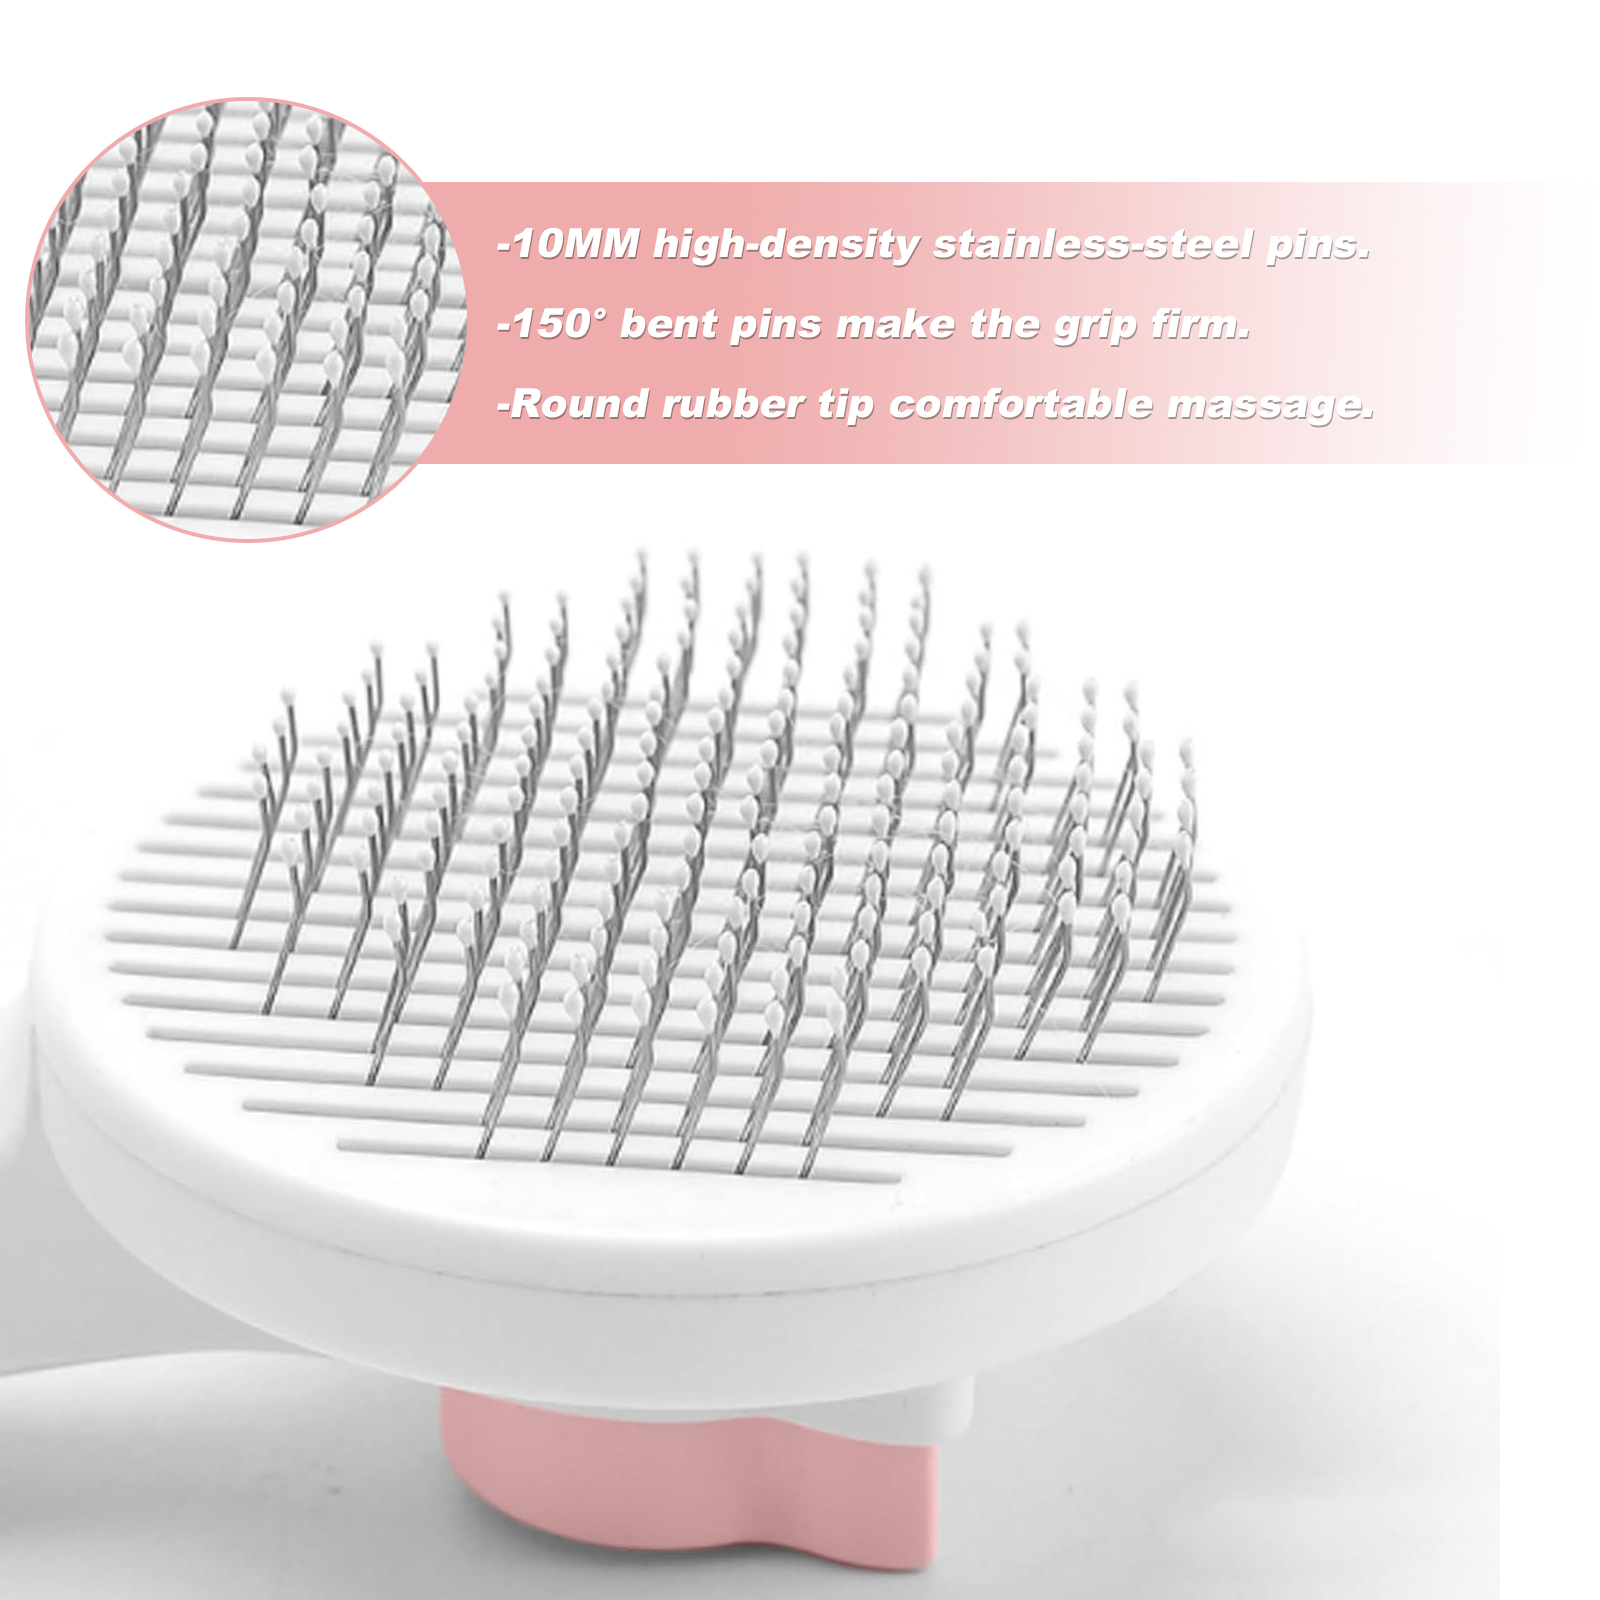 -10MM high-density stainless-steel pins.
-150° bent pins make the grip firm.
-Round rubber tip comfortable massage.